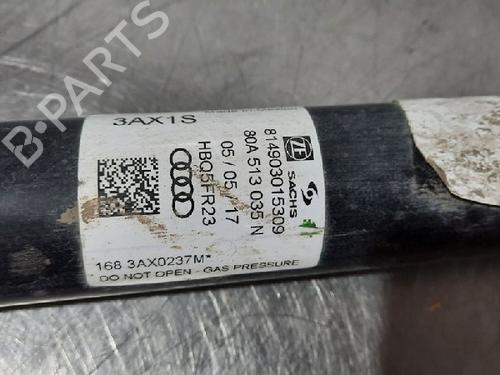 3AX1S
ZF
SACHS
814903015309
80A 513 035 N
05 / 05 / 17
HBQ5FR23
168 3AX0237M*
DO NOT OPEN - GAS PRESSURE
B-Parts